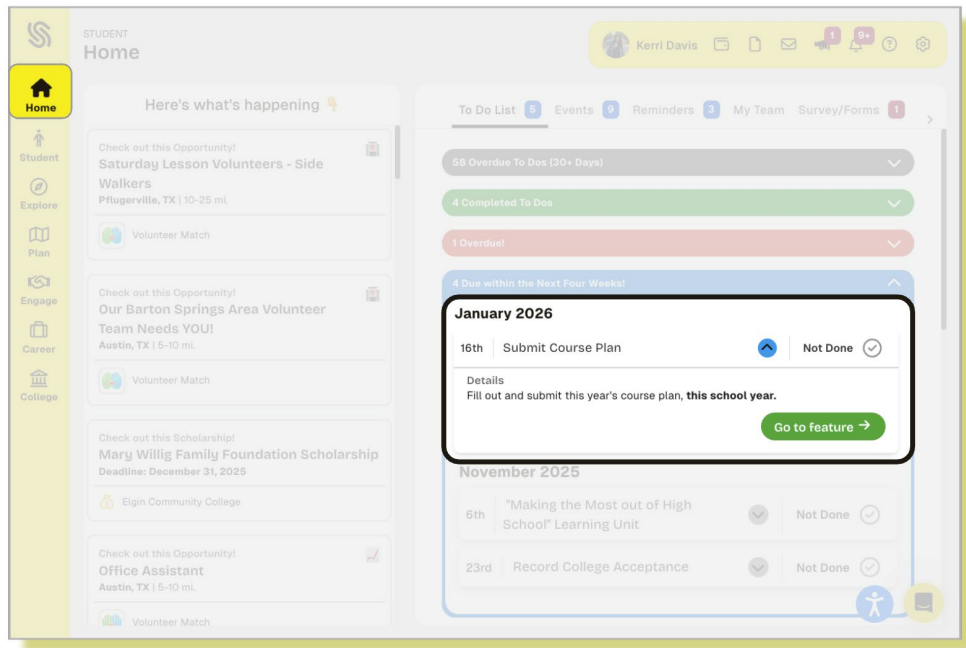 STUDENT
Home
Kerri Davis
1
9+
Home
Student
Explore
Plan
Engage
Career
College
Here's what's happening 👇
Check out this Opportunity!
Saturday Lesson Volunteers - Side
Walkers
Pflugerville, TX | 10-25 mi.
Volunteer Match
Check out this Opportunity!
Our Barton Springs Area Volunteer
Team Needs YOU!
Austin, TX | 5-10 mi.
Volunteer Match
Check out this Scholarship!
Mary Willig Family Foundation Scholarship
Deadline: December 31, 2025
Elgin Community College
Check out this Opportunity!
Office Assistant
Austin, TX | 5-10 mi.
Volunteer Match
To Do List 5 Events 9 Reminders 3 My Team Survey/Forms 1
58 Overdue To Dos (30+ Days)
4 Completed To Dos
1 Overdue!
4 Due within the Next Four Weeks!
January 2026
16th Submit Course Plan Not Done
Details
Fill out and submit this year's course plan, this school year.
Go to feature →
November 2025
6th "Making the Most out of High
School" Learning Unit Not Done
23rd Record College Acceptance Not Done